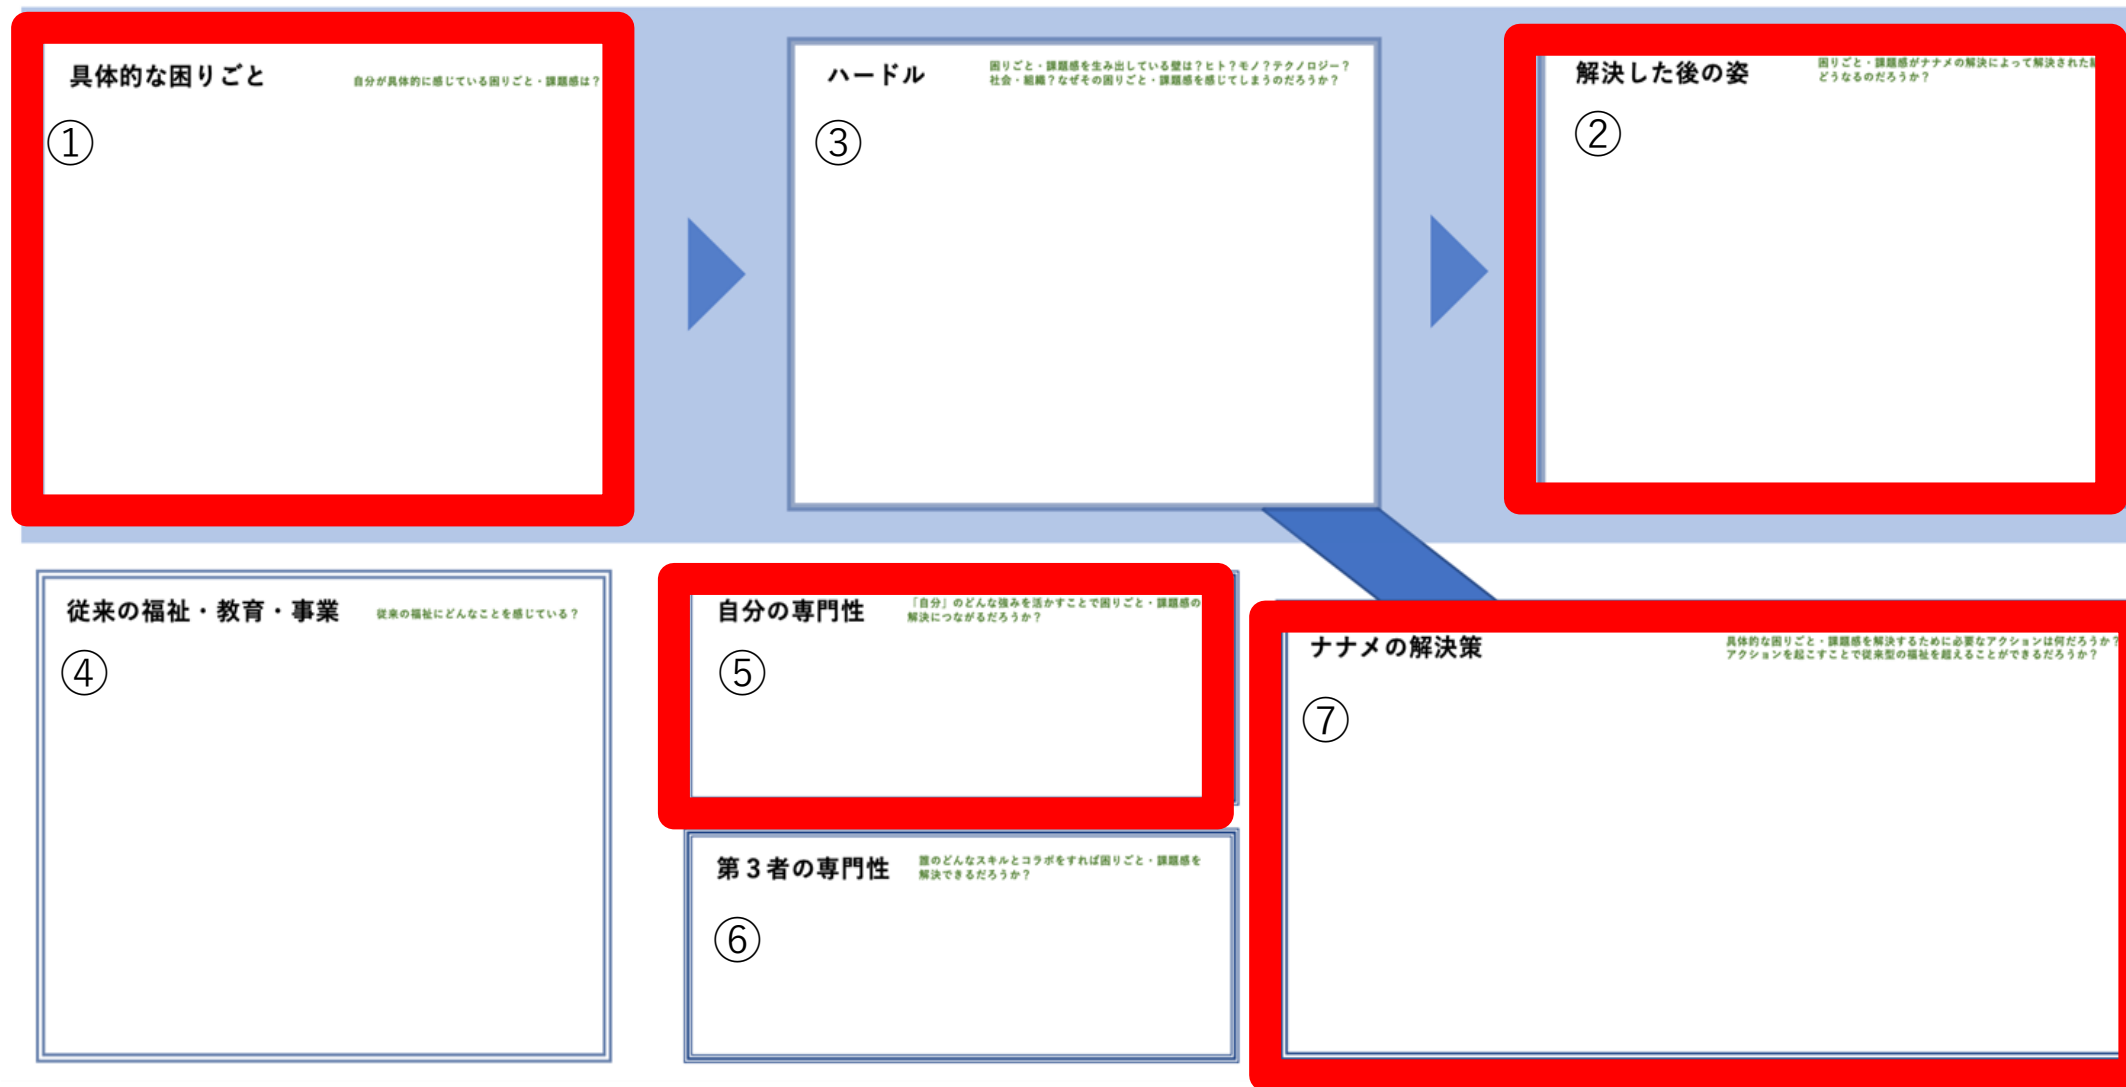 具体的な困りごと
自分が具体的に感じている困りごと・課題感は？
①
ハードル
困りごと・課題感を生み出している壁は？ヒト？モノ？テクノロジー？
社会・組織？なぜその困りごと・課題感を感じてしまうのだろうか？
③
解決した後の姿
困りごと・課題感がナナメの解決によって解決された
どうなるのだろうか？
②
従来の福祉・教育・事業
従来の福祉にどんなことを感じている？
④
自分の専門性
「自分」のどんな強みを活かすことで困りごと・課題感の
解決につながるだろうか？
⑤
第３者の専門性
誰のどんなスキルとコラボをすれば困りごと・課題感を
解決できるだろうか？
⑥
ナナメの解決策
具体的な困りごと・課題感を解決するために必要なアクションは何だろうか？
アクションを起こすことで従来型の福祉を超えることができるだろうか？
⑦